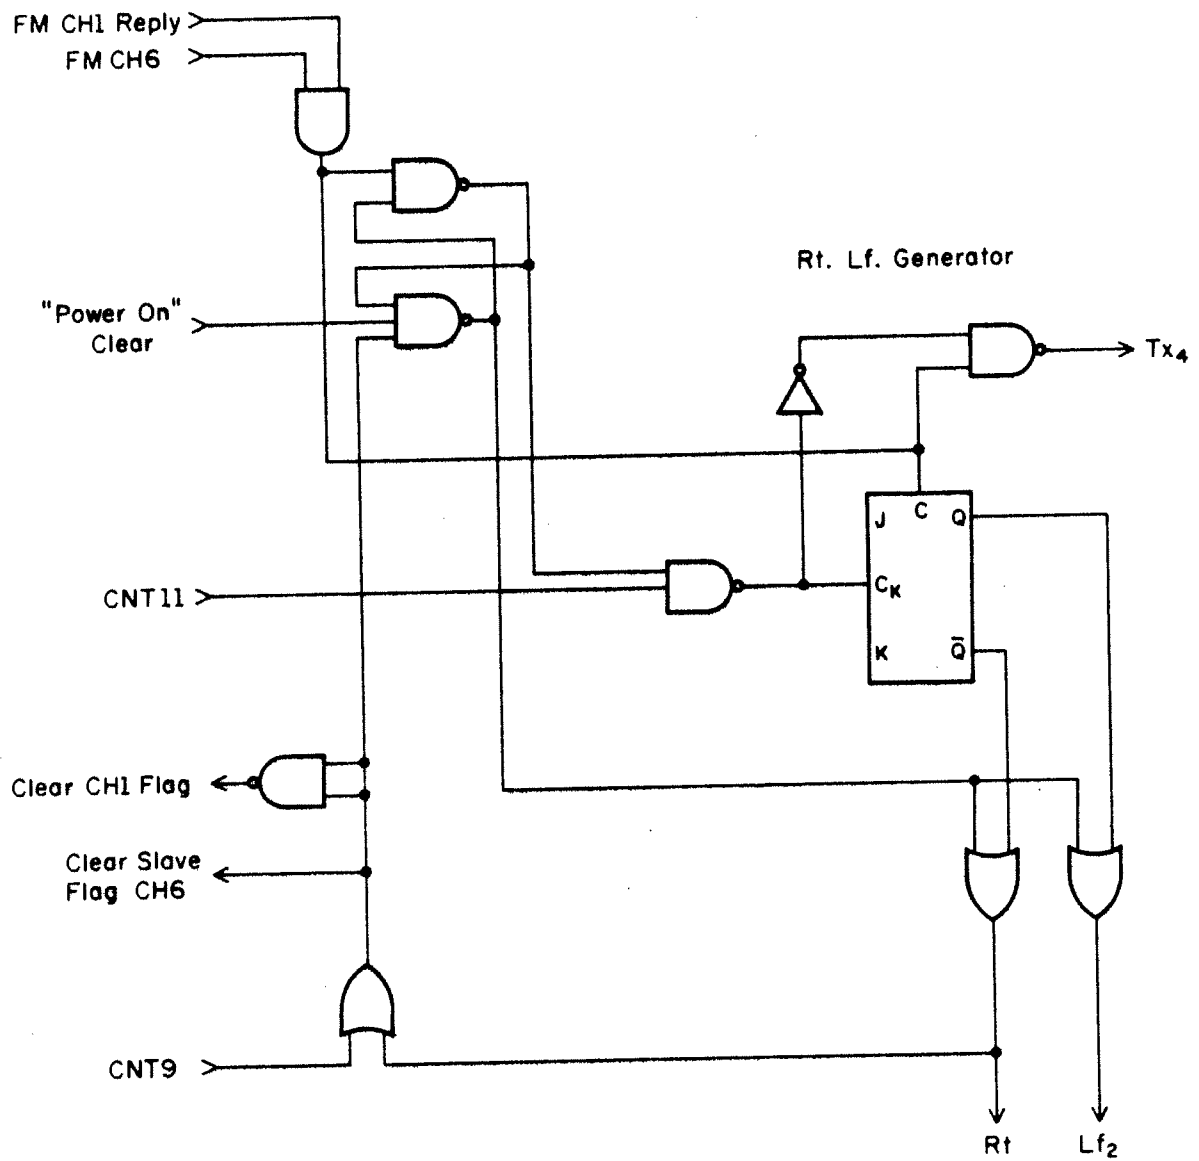 FM CH1 Reply
FM CH6
Rt. Lf. Generator
"Power On"
Clear
Tx4
J C Q
CNT11
CK
K Q̅
Clear CH1 Flag
Clear Slave
Flag CH6
CNT9
Rt Lf2